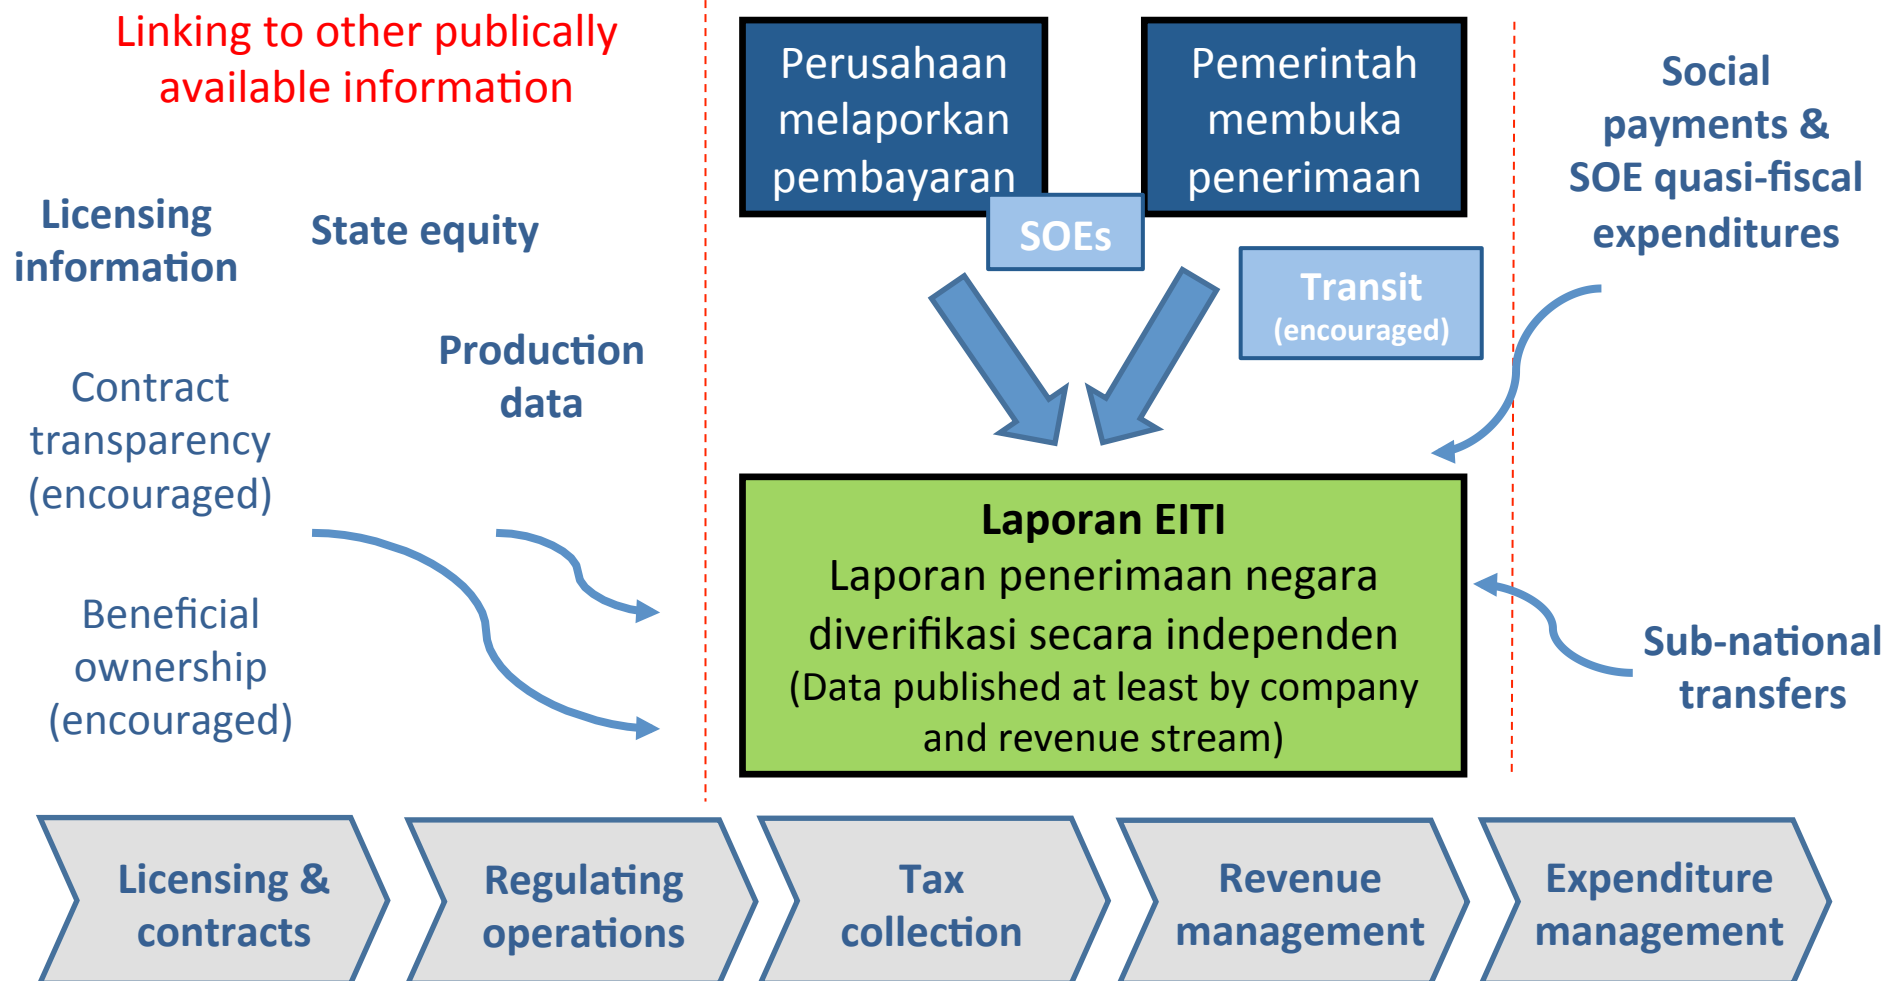 Linking to other publically
available information
Licensing
information
State equity
Production
data
Contract
transparency
(encouraged)
Beneficial
ownership
(encouraged)
Perusahaan
melaporkan
pembayaran
Pemerintah
membuka
penerimaan
SOEs
Transit
(encouraged)
Laporan EITI
Laporan penerimaan negara
diverifikasi secara independen
(Data published at least by company
and revenue stream)
Social
payments &
SOE quasi-fiscal
expenditures
Sub-national
transfers
Licensing &
contracts
Regulating
operations
Tax
collection
Revenue
management
Expenditure
management